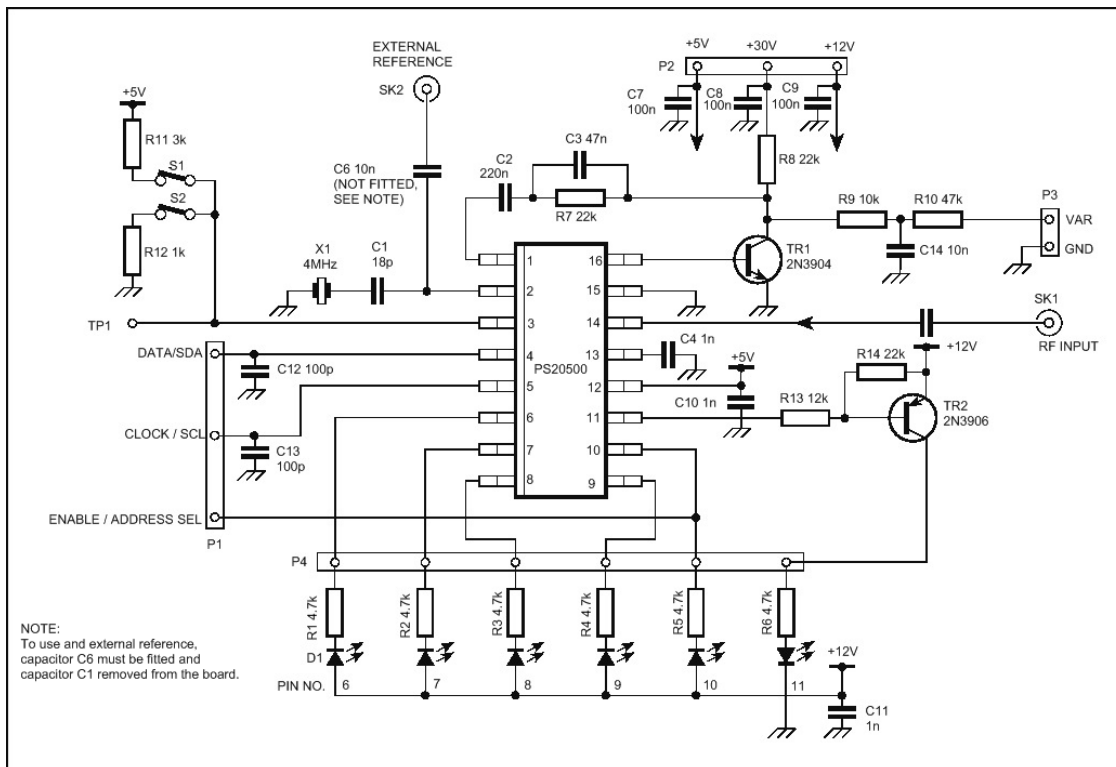 EXTERNAL
REFERENCE
SK2
+5V
+30V
+12V
P2
C7
100n
C8
100n
C9
100n
+5V
R11 3k
S1
S2
R12 1k
C6 10n
(NOT FITTED,
SEE NOTE)
C2
220n
C3 47n
R7 22k
R8 22k
R9 10k
R10 47k
P3
VAR
GND
C14 10n
TR1
2N3904
X1
4MHz
C1
18p
TP1
1
2
3
4
5
6
7
8
16
15
14
13
12
11
10
9
PS20500
SK1
RF INPUT
C4 1n
+5V
C10 1n
R13 12k
R14 22k
+12V
TR2
2N3906
DATA/SDA
C12 100p
CLOCK / SCL
C13
100p
ENABLE / ADDRESS SEL
P1
P4
R1 4.7k
R2 4.7k
R3 4.7k
R4 4.7k
R5 4.7k
R6 4.7k
D1
PIN NO.
6
7
8
9
10
11
+12V
C11
1n
NOTE:
To use and external reference,
capacitor C6 must be fitted and
capacitor C1 removed from the board.